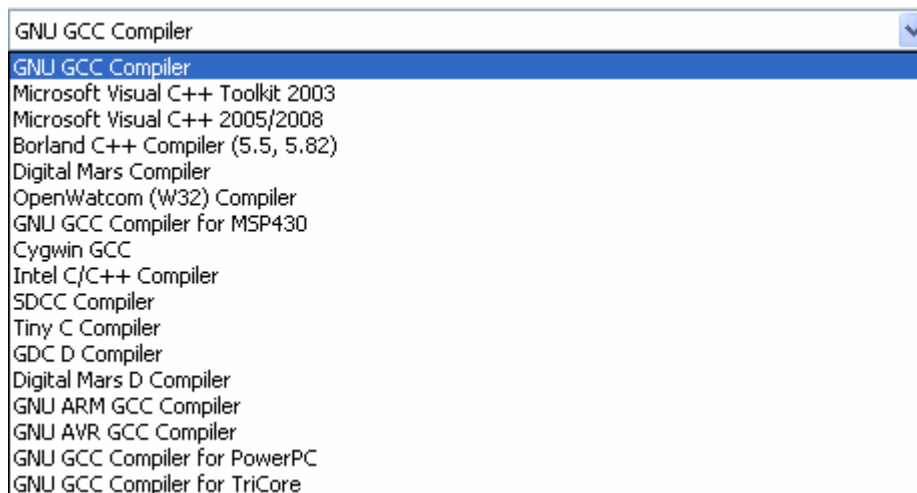 GNU GCC Compiler
GNU GCC Compiler
Microsoft Visual C++ Toolkit 2003
Microsoft Visual C++ 2005/2008
Borland C++ Compiler (5.5, 5.82)
Digital Mars Compiler
OpenWatcom (W32) Compiler
GNU GCC Compiler for MSP430
Cygwin GCC
Intel C/C++ Compiler
SDCC Compiler
Tiny C Compiler
GDC D Compiler
Digital Mars D Compiler
GNU ARM GCC Compiler
GNU AVR GCC Compiler
GNU GCC Compiler for PowerPC
GNU GCC Compiler for TriCore